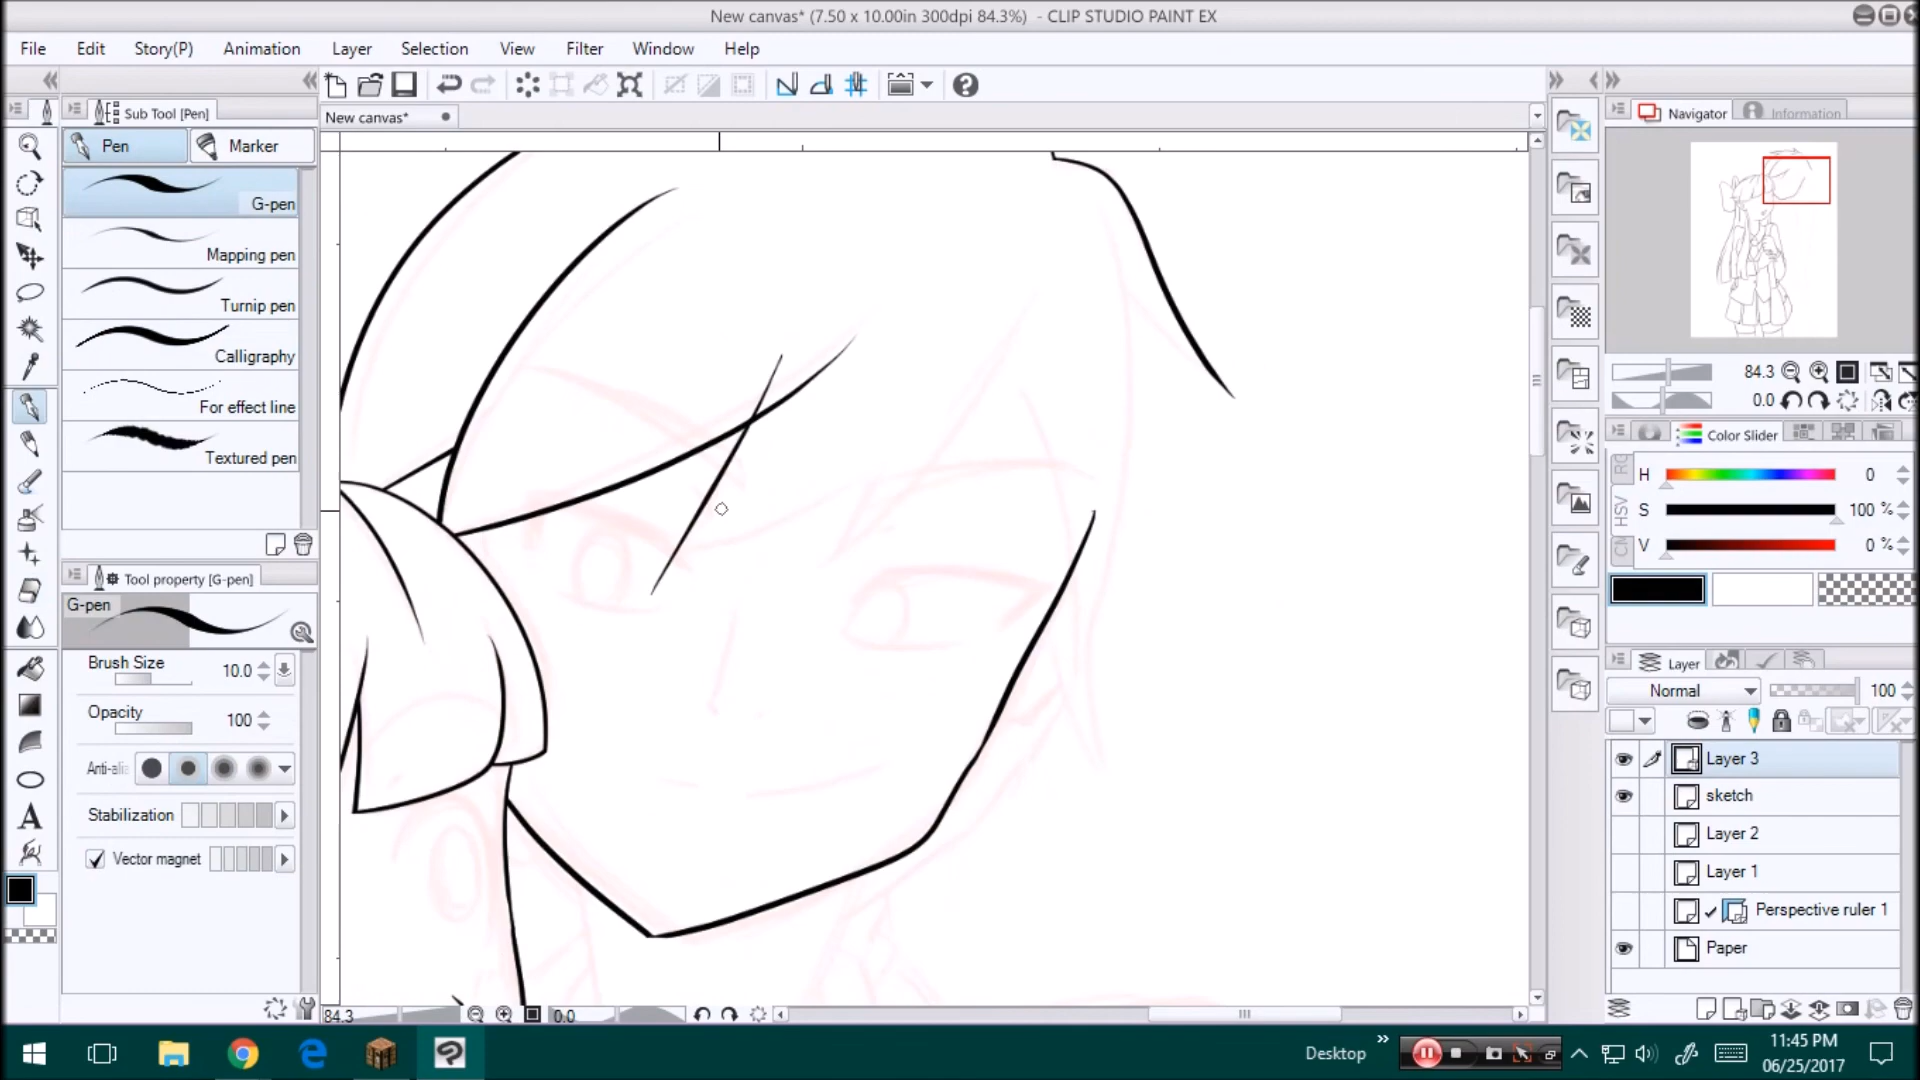 New canvas* (7.50 x 10.00in 300dpi 84.3%) - CLIP STUDIO PAINT EX
File Edit Story(P) Animation Layer Selection View Filter Window Help
Sub Tool [Pen]
Pen Marker
G-pen
Mapping pen
Turnip pen
Calligraphy
For effect line
Textured pen
Tool property [G-pen]
G-pen
Brush Size 10.0
Opacity 100
Anti-alia
Stabilization
Vector magnet
A
New canvas*
84.3 0.0
Navigator Information
84.3
0.0
Color Slider
HSV
H 0
S 100 %
V 0 %
Layer
Normal 100
Layer 3
sketch
Layer 2
Layer 1
Perspective ruler 1
Paper
Desktop
11:45 PM
06/25/2017